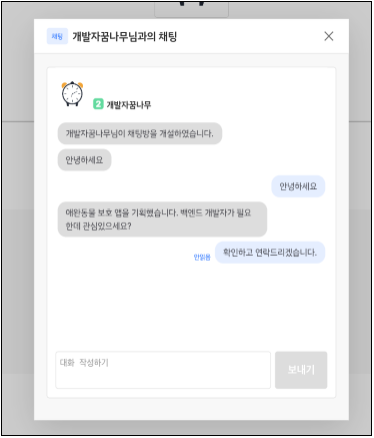 채팅 개발자꿈나무님과의 채팅
2 개발자꿈나무
개발자꿈나무님이 채팅방을 개설하였습니다.
안녕하세요
안녕하세요
애완동물 보호 앱을 기획했습니다. 백엔드 개발자가 필요
한데 관심있으세요?
안읽음 확인하고 연락드리겠습니다.
대화 작성하기
보내기